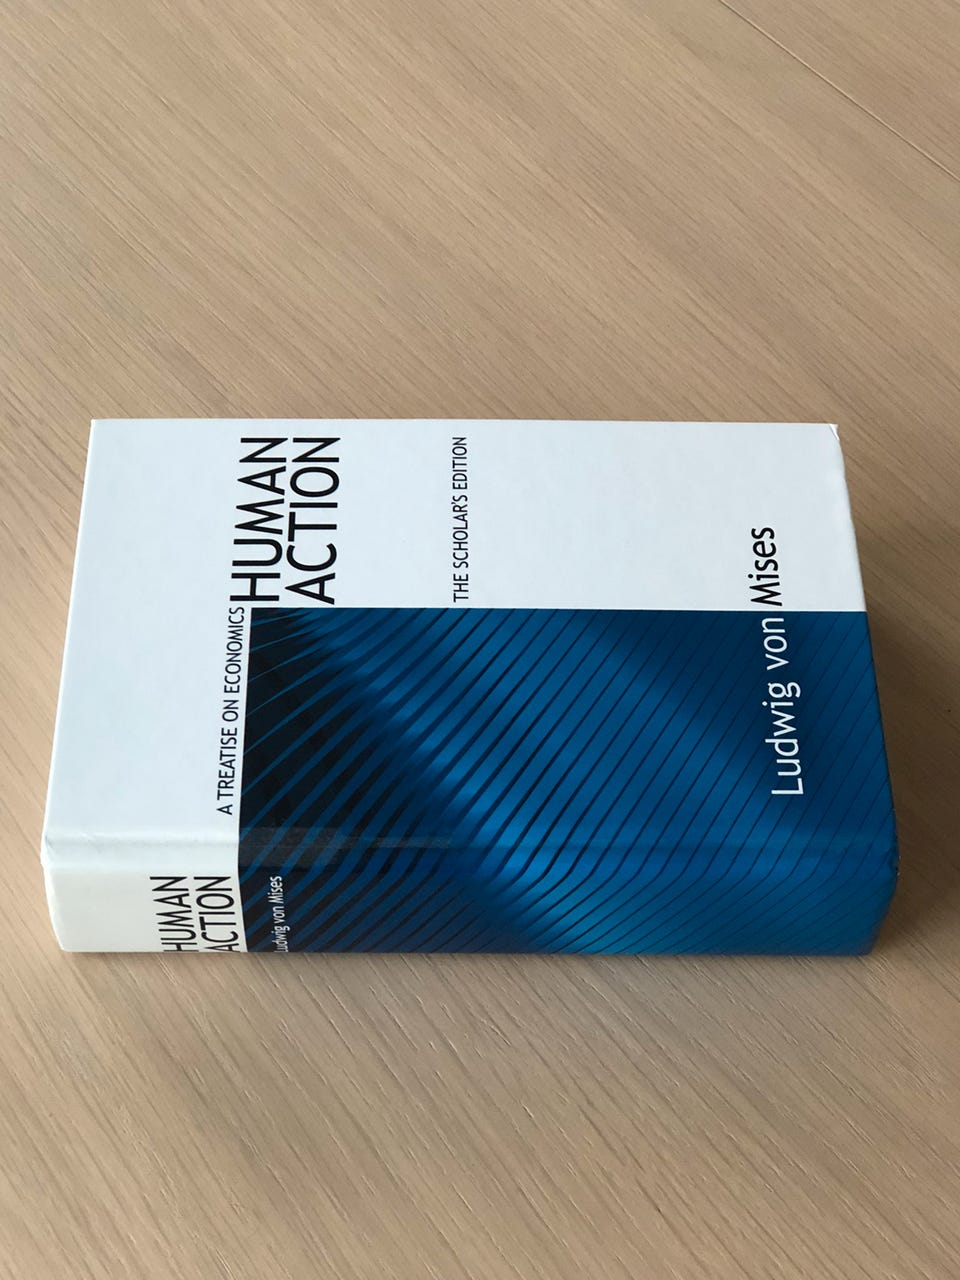 A TREATISE ON ECONOMICS
HUMAN
ACTION
THE SCHOLAR'S EDITION
Ludwig von Mises
HUMAN
ACTION
Ludwig von Mises